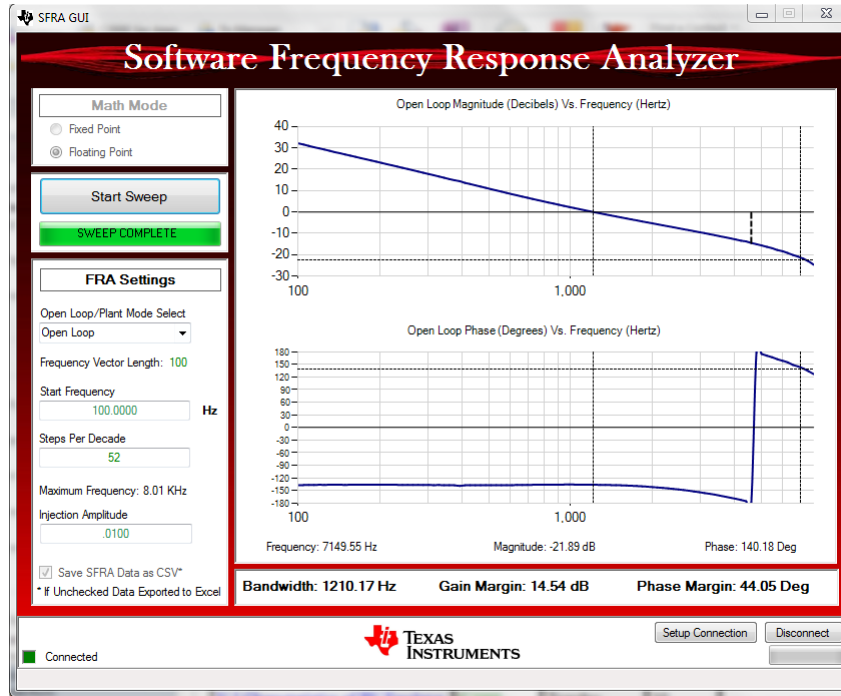 SFRA GUI
Software Frequency Response Analyzer
Math Mode
Fixed Point
Floating Point
Start Sweep
SWEEP COMPLETE
FRA Settings
Open Loop/Plant Mode Select
Open Loop
Frequency Vector Length: 100
Start Frequency
100.0000 Hz
Steps Per Decade
52
Maximum Frequency: 8.01 KHz
Injection Amplitude
.0100
Save SFRA Data as CSV*
* If Unchecked Data Exported to Excel
Open Loop Magnitude (Decibels) Vs. Frequency (Hertz)
40
30
20
10
0
-10
-20
-30
100 1,000
Open Loop Phase (Degrees) Vs. Frequency (Hertz)
180
150
120
90
60
30
0
-30
-60
-90
-120
-150
-180
100 1,000
Frequency: 7149.55 Hz Magnitude: -21.89 dB Phase: 140.18 Deg
Bandwidth: 1210.17 Hz Gain Margin: 14.54 dB Phase Margin: 44.05 Deg
Connected
TEXAS
INSTRUMENTS
Setup Connection Disconnect